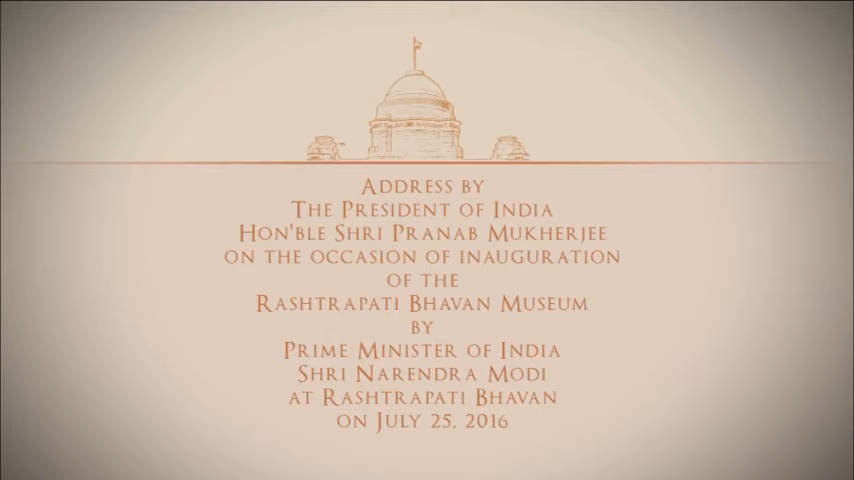 Address by
The President of India
Hon'ble Shri Pranab Mukherjee
on the occasion of inauguration
of the
Rashtrapati Bhavan Museum
by
Prime Minister of India
Shri Narendra Modi
at Rashtrapati Bhavan
on July 25, 2016